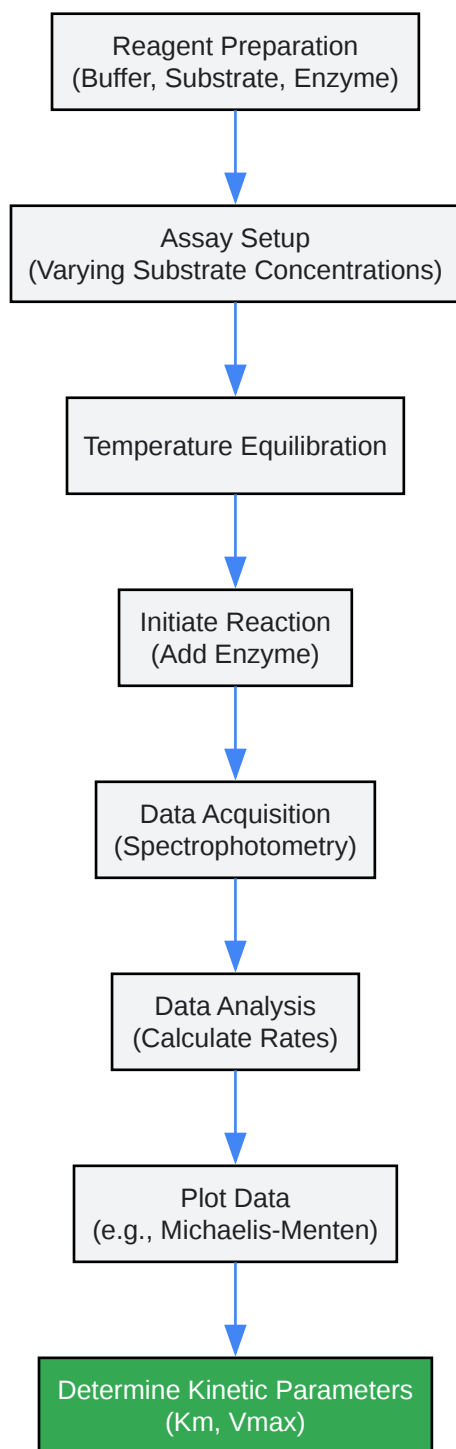 Reagent Preparation
(Buffer, Substrate, Enzyme)
Assay Setup
(Varying Substrate Concentrations)
Temperature Equilibration
Initiate Reaction
(Add Enzyme)
Data Acquisition
(Spectrophotometry)
Data Analysis
(Calculate Rates)
Plot Data
(e.g., Michaelis-Menten)
Determine Kinetic Parameters
(Km, Vmax)